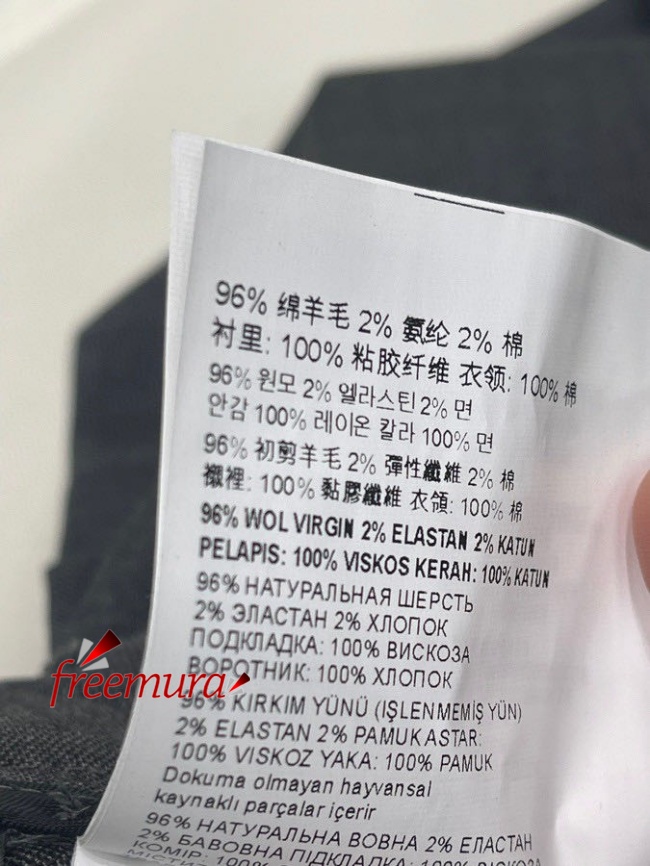 96% 绵羊毛 2% 氨纶 2% 棉
衬里: 100% 粘胶纤维 衣领: 100% 棉
96% 원모 2% 엘라스틴 2% 면
안감 100% 레이온 칼라 100% 면
96% 初剪羊毛 2% 彈性纖維 2% 棉
襯裡: 100% 黏膠纖維 衣領: 100% 棉
96% WOL VIRGIN 2% ELASTAN 2% KATUN
PELAPIS: 100% VISKOS KERAH: 100% KATUN
96% НАТУРАЛЬНАЯ ШЕРСТЬ
2% ЭЛАСТАН 2% ХЛОПОК
ПОДКЛАДКА: 100% ВИСКОЗА
ВОРОТНИК: 100% ХЛОПОК
freemura
96% KIRKIM YÜNÜ (IŞLENMEMİŞ YÜN)
2% ELASTAN 2% PAMUK ASTAR:
100% VISKOZ YAKA: 100% PAMUK
Dokuma olmayan hayvansal
kaynaklı parçalar içerir
96% НАТУРАЛЬНА ВОВНА 2% ЕЛАСТАН
2% БАВОВНА ПІДКЛАДКА: 100% ВІСКОЗА
КОМІР: 100%